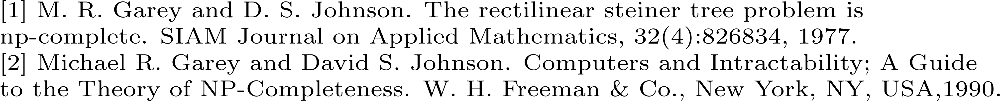 [1] M. R. Garey and D. S. Johnson. The rectilinear steiner tree problem is
np-complete. SIAM Journal on Applied Mathematics, 32(4):826834, 1977.
[2] Michael R. Garey and David S. Johnson. Computers and Intractability; A Guide
to the Theory of NP-Completeness. W. H. Freeman & Co., New York, NY, USA,1990.